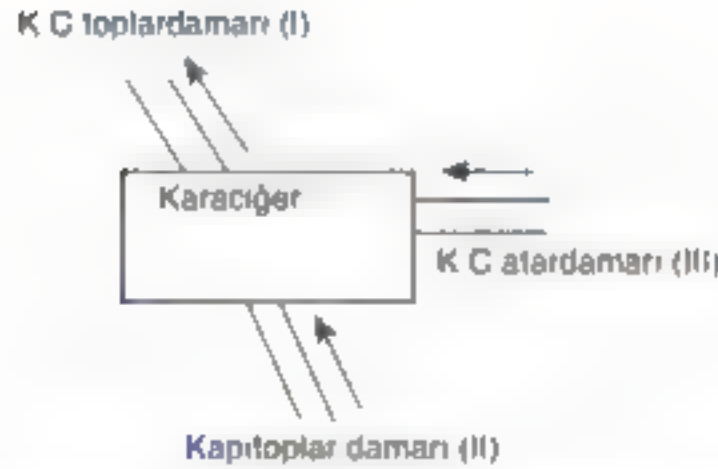 K C toplardamarı (I)
Karaciğer
K C atardamarı (III)
Kapıtoplar damarı (II)